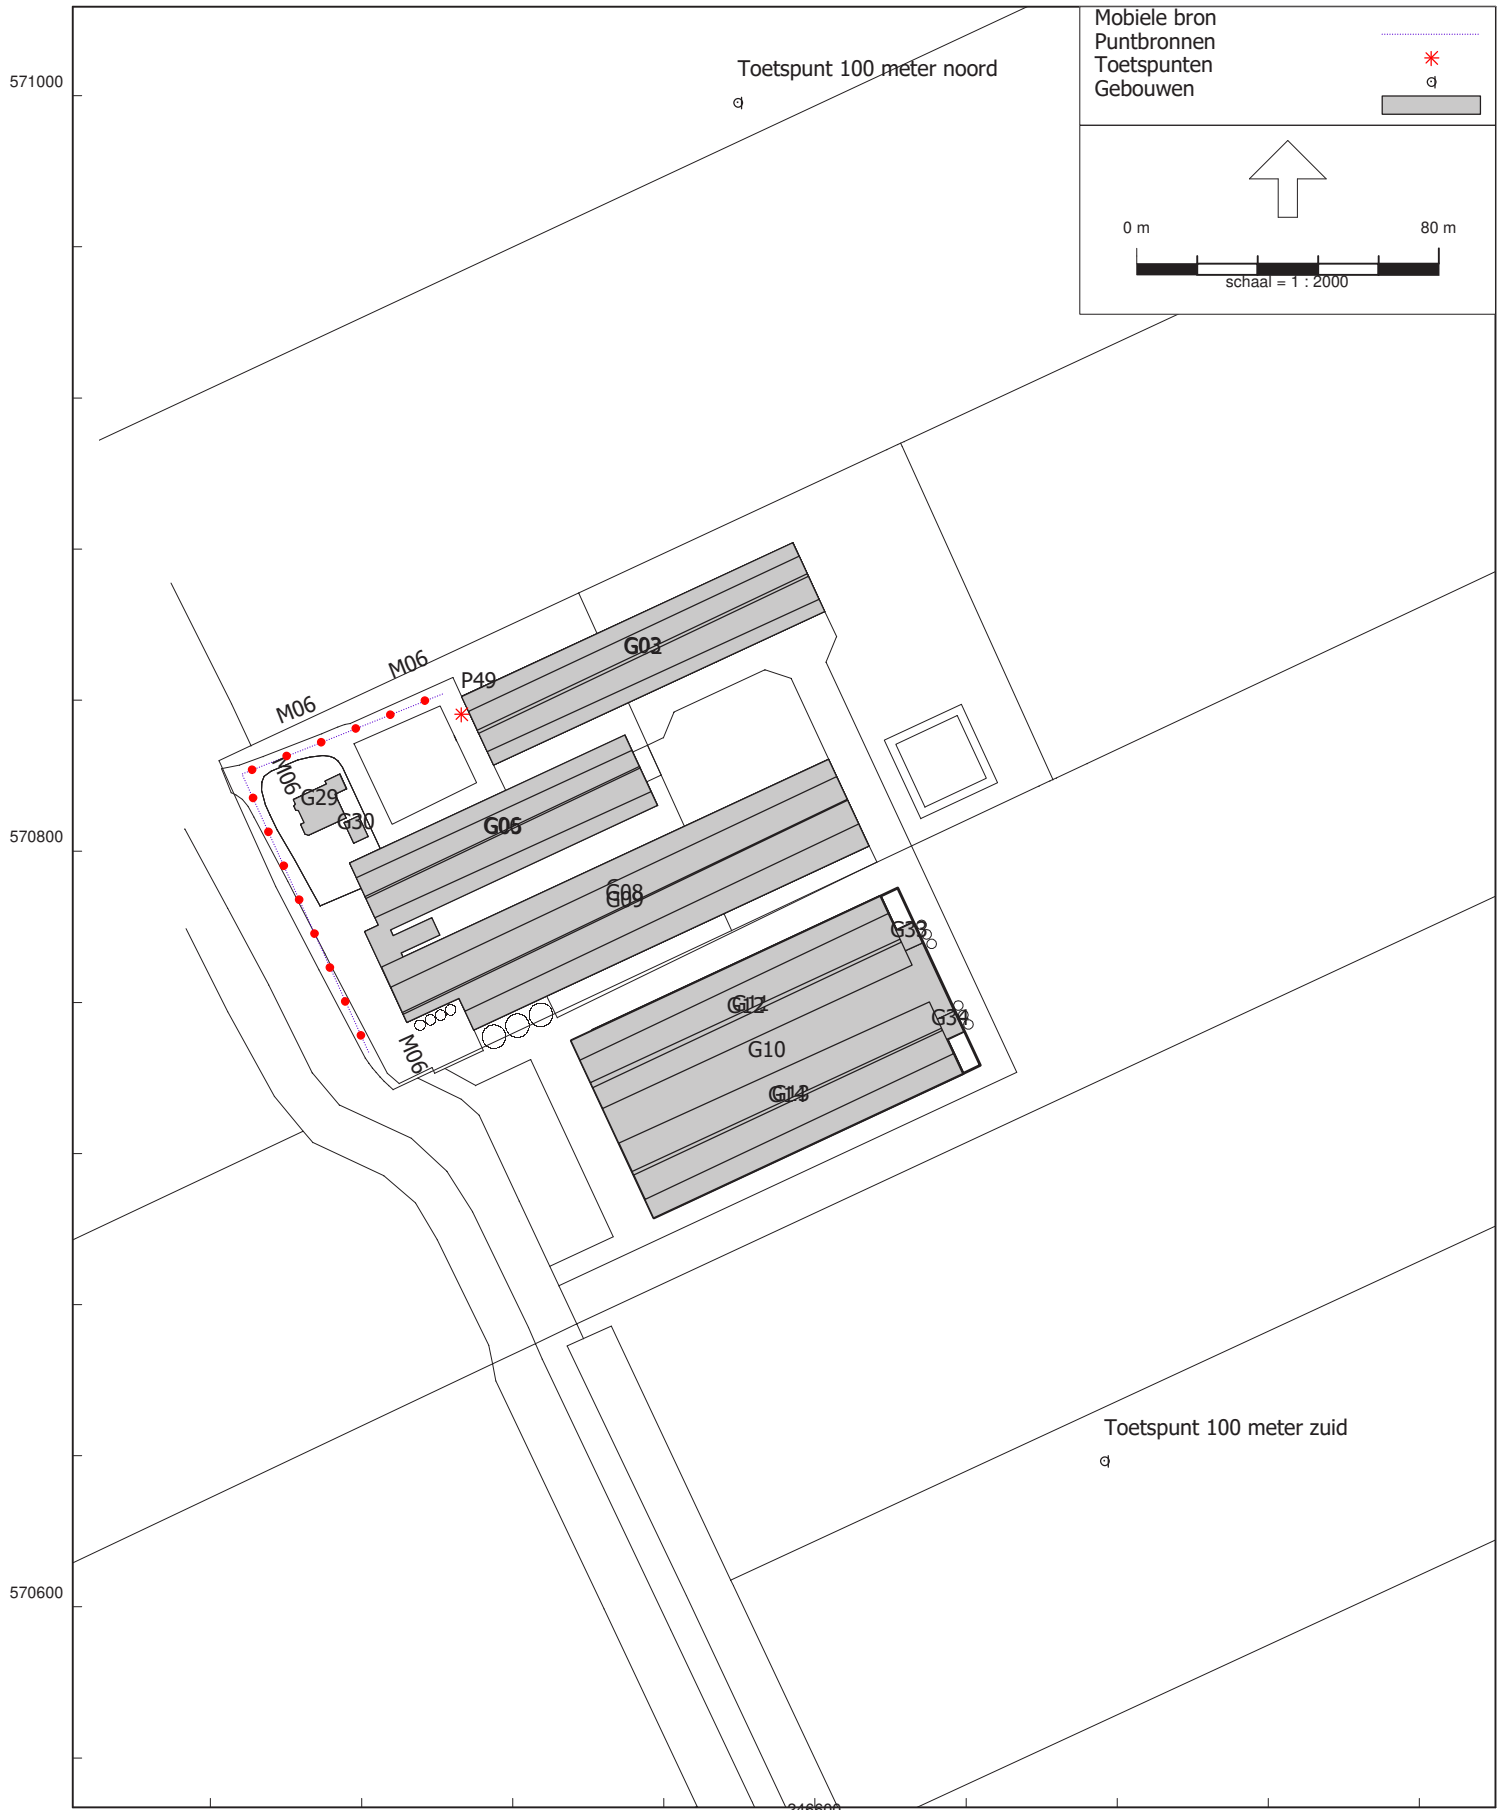 Mobiele bron
Puntbronnen
Toetspunten
Gebouwen
0 m 80 m
schaal = 1 : 2000
571000
Toetspunt 100 meter noord
G03
M06
P49
M06
M06
G29
G30
G06
570800
G08
G09
G33
G12
G34
M06
G10
Toetspunt 100 meter zuid
570600